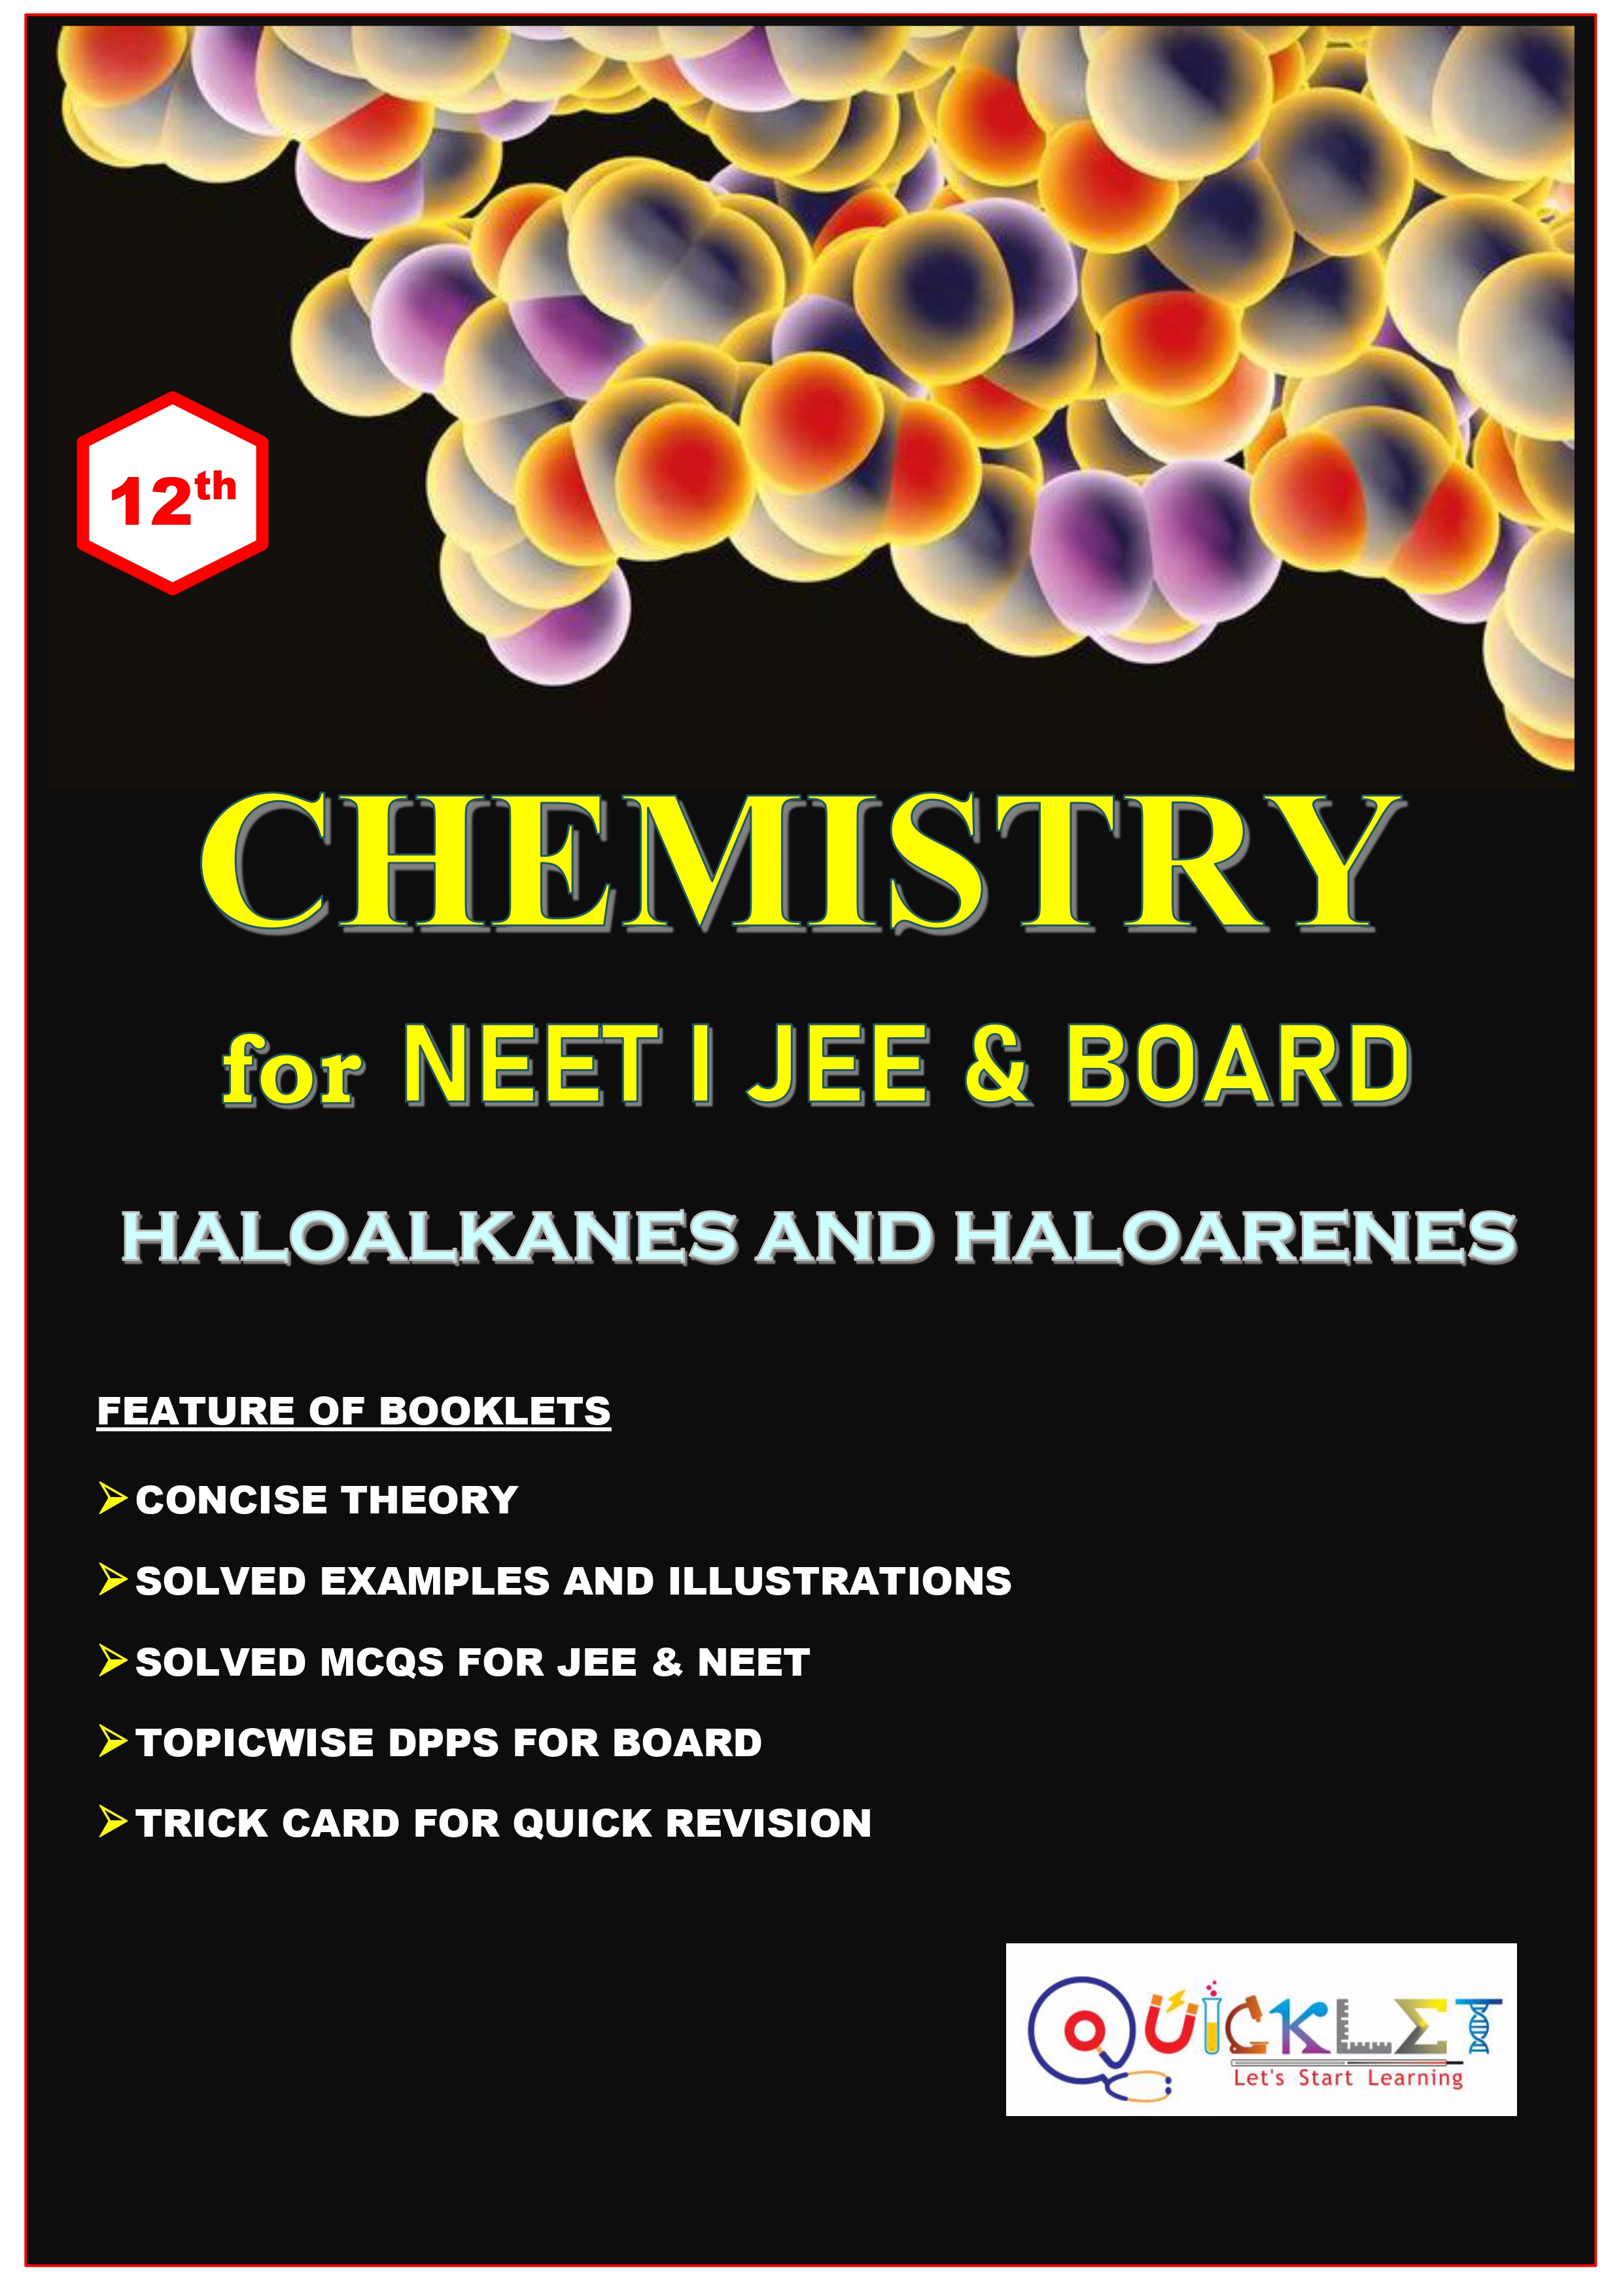 12th
CHEMISTRY
for NEET I JEE & BOARD
HALOALKANES AND HALOARENES
FEATURE OF BOOKLETS
CONCISE THEORY
SOLVED EXAMPLES AND ILLUSTRATIONS
SOLVED MCQS FOR JEE & NEET
TOPICWISE DPPS FOR BOARD
TRICK CARD FOR QUICK REVISION
QUICKLET
Let's Start Learning